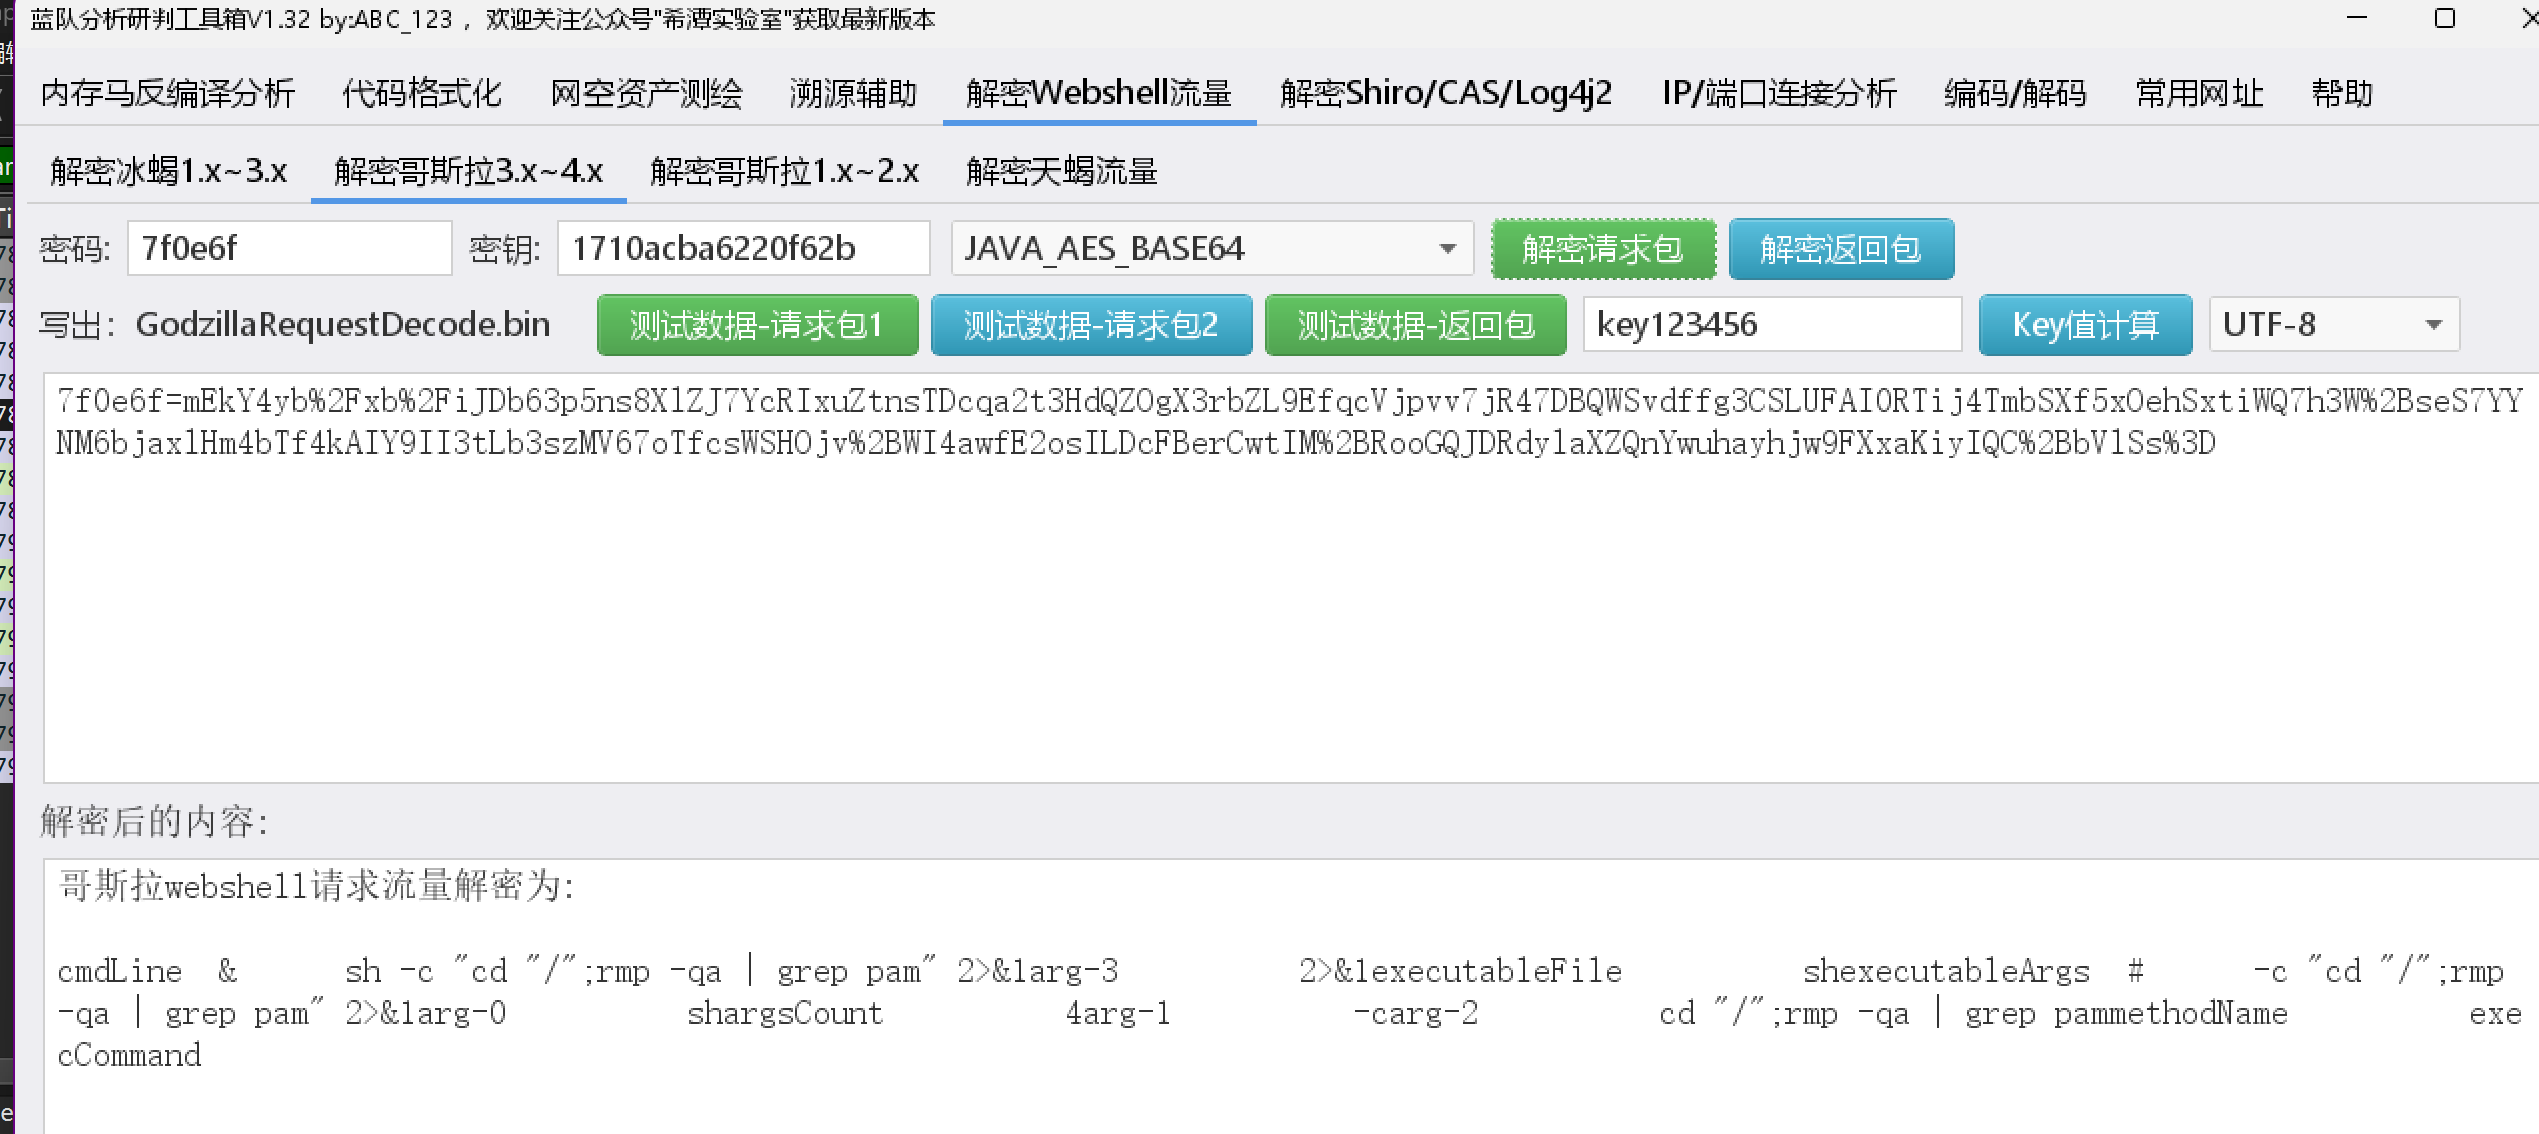 蓝队分析研判工具箱V1.32 by:ABC_123 ，欢迎关注公众号"希潭实验室"获取最新版本
内存马反编译分析 代码格式化 网空资产测绘 溯源辅助 解密Webshell流量 解密Shiro/CAS/Log4j2 IP/端口连接分析 编码/解码 常用网址 帮助
解密冰蝎1.x~3.x 解密哥斯拉3.x~4.x 解密哥斯拉1.x~2.x 解密天蝎流量
密码: 7f0e6f 密钥: 1710acba6220f62b JAVA_AES_BASE64 解密请求包 解密返回包
写出: GodzillaRequestDecode.bin 测试数据-请求包1 测试数据-请求包2 测试数据-返回包 key123456 Key值计算 UTF-8
7f0e6f=mEkY4yb%2Fxb%2FiJDb63p5ns8XlZJ7YcRIxuZtnsTDcqa2t3HdQZOgX3rbZL9EfqcVjpvv7jR47DBQWSvdffg3CSLUFAI0RTij4TmbSXf5xOehSxtiWQ7h3W%2BseS7YY
NM6bjaxlHm4bTf4kAIY9II3tLb3szMV67oTfcsWSHOjv%2BWI4awfE2osILDcFBerCwtIM%2BRooGQJDRdylaXZQnYwuhayhjw9FXxaKiyIQC%2BbVlSs%3D
解密后的内容:
哥斯拉webshell请求流量解密为:
cmdLine & sh -c "cd "/";rmp -qa | grep pam" 2>&1arg-3 2>&1executableFile shexecutableArgs # -c "cd "/";rmp
-qa | grep pam" 2>&1arg-0 shargsCount 4arg-1 -carg-2 cd "/";rmp -qa | grep pammethodName exe
cCommand